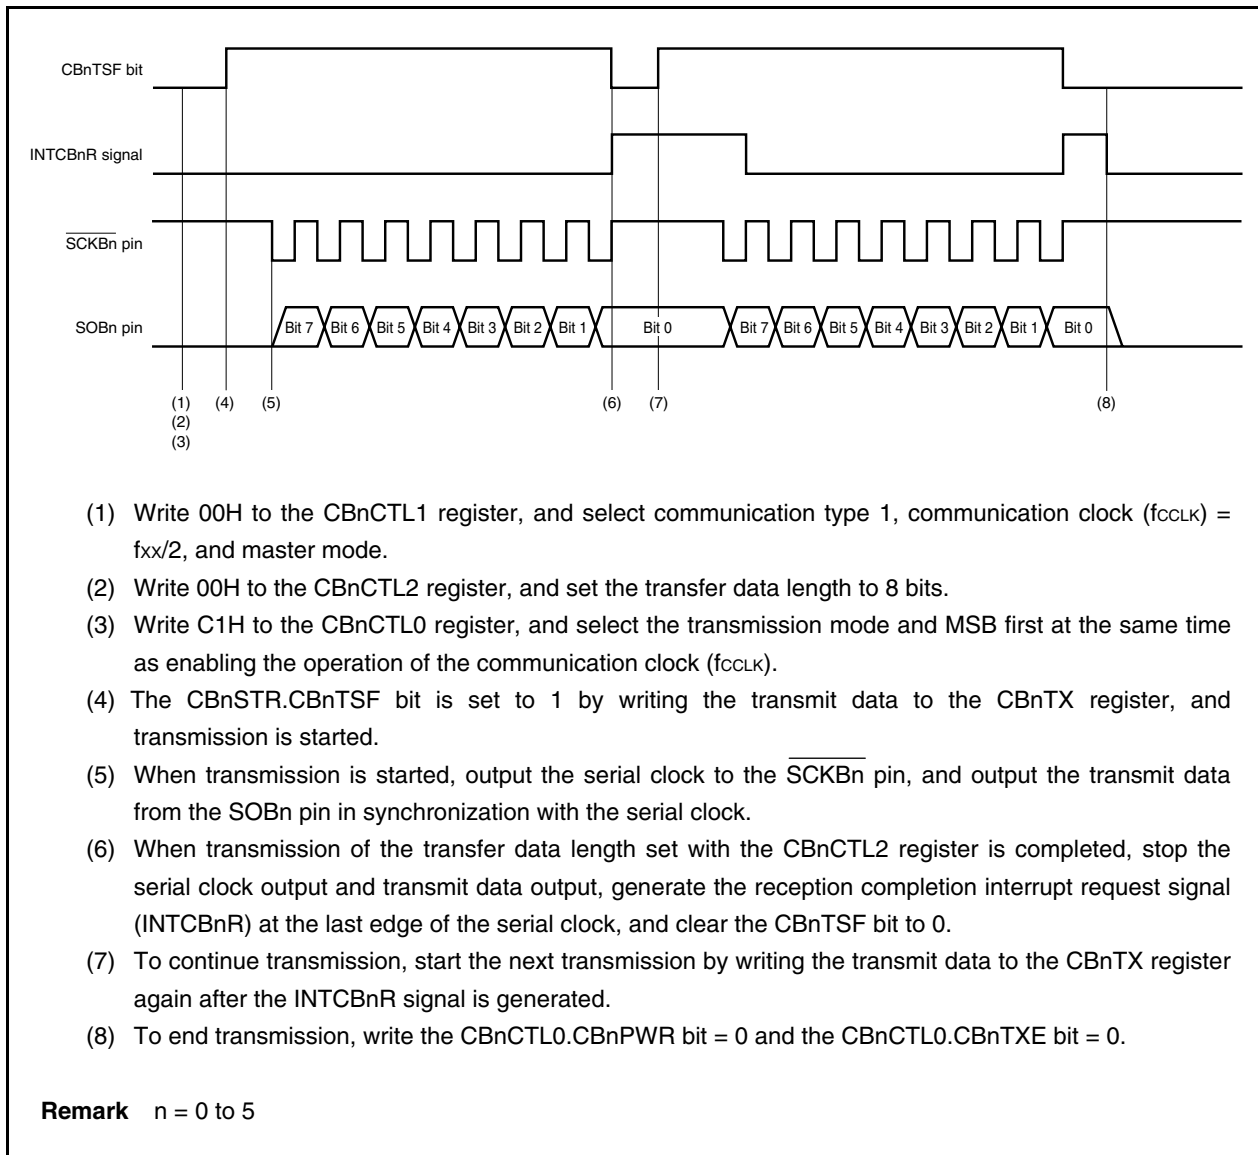 CBnTSF bit
INTCBnR signal
SCKBn pin
SOBn pin
Bit 7 Bit 6 Bit 5 Bit 4 Bit 3 Bit 2 Bit 1 Bit 0 Bit 7 Bit 6 Bit 5 Bit 4 Bit 3 Bit 2 Bit 1 Bit 0
(1) (4) (5) (6) (7) (8)
(2)
(3)
(1) Write 00H to the CBnCTL1 register, and select communication type 1, communication clock (fCCLK) =
fxx/2, and master mode.
(2) Write 00H to the CBnCTL2 register, and set the transfer data length to 8 bits.
(3) Write C1H to the CBnCTL0 register, and select the transmission mode and MSB first at the same time
as enabling the operation of the communication clock (fCCLK).
(4) The CBnSTR.CBnTSF bit is set to 1 by writing the transmit data to the CBnTX register, and
transmission is started.
(5) When transmission is started, output the serial clock to the SCKBn pin, and output the transmit data
from the SOBn pin in synchronization with the serial clock.
(6) When transmission of the transfer data length set with the CBnCTL2 register is completed, stop the
serial clock output and transmit data output, generate the reception completion interrupt request signal
(INTCBnR) at the last edge of the serial clock, and clear the CBnTSF bit to 0.
(7) To continue transmission, start the next transmission by writing the transmit data to the CBnTX register
again after the INTCBnR signal is generated.
(8) To end transmission, write the CBnCTL0.CBnPWR bit = 0 and the CBnCTL0.CBnTXE bit = 0.
Remark n = 0 to 5